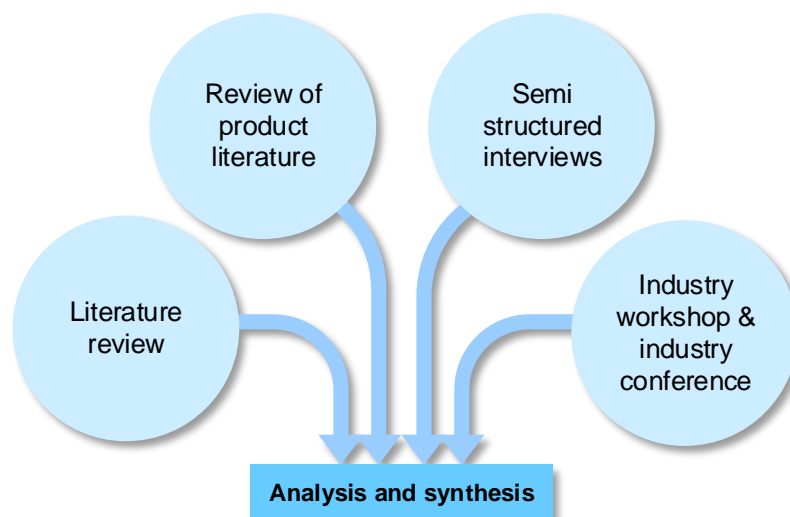 Review of
product
literature
Semi
structured
interviews
Literature
review
Industry
workshop &
industry
conference
Analysis and synthesis